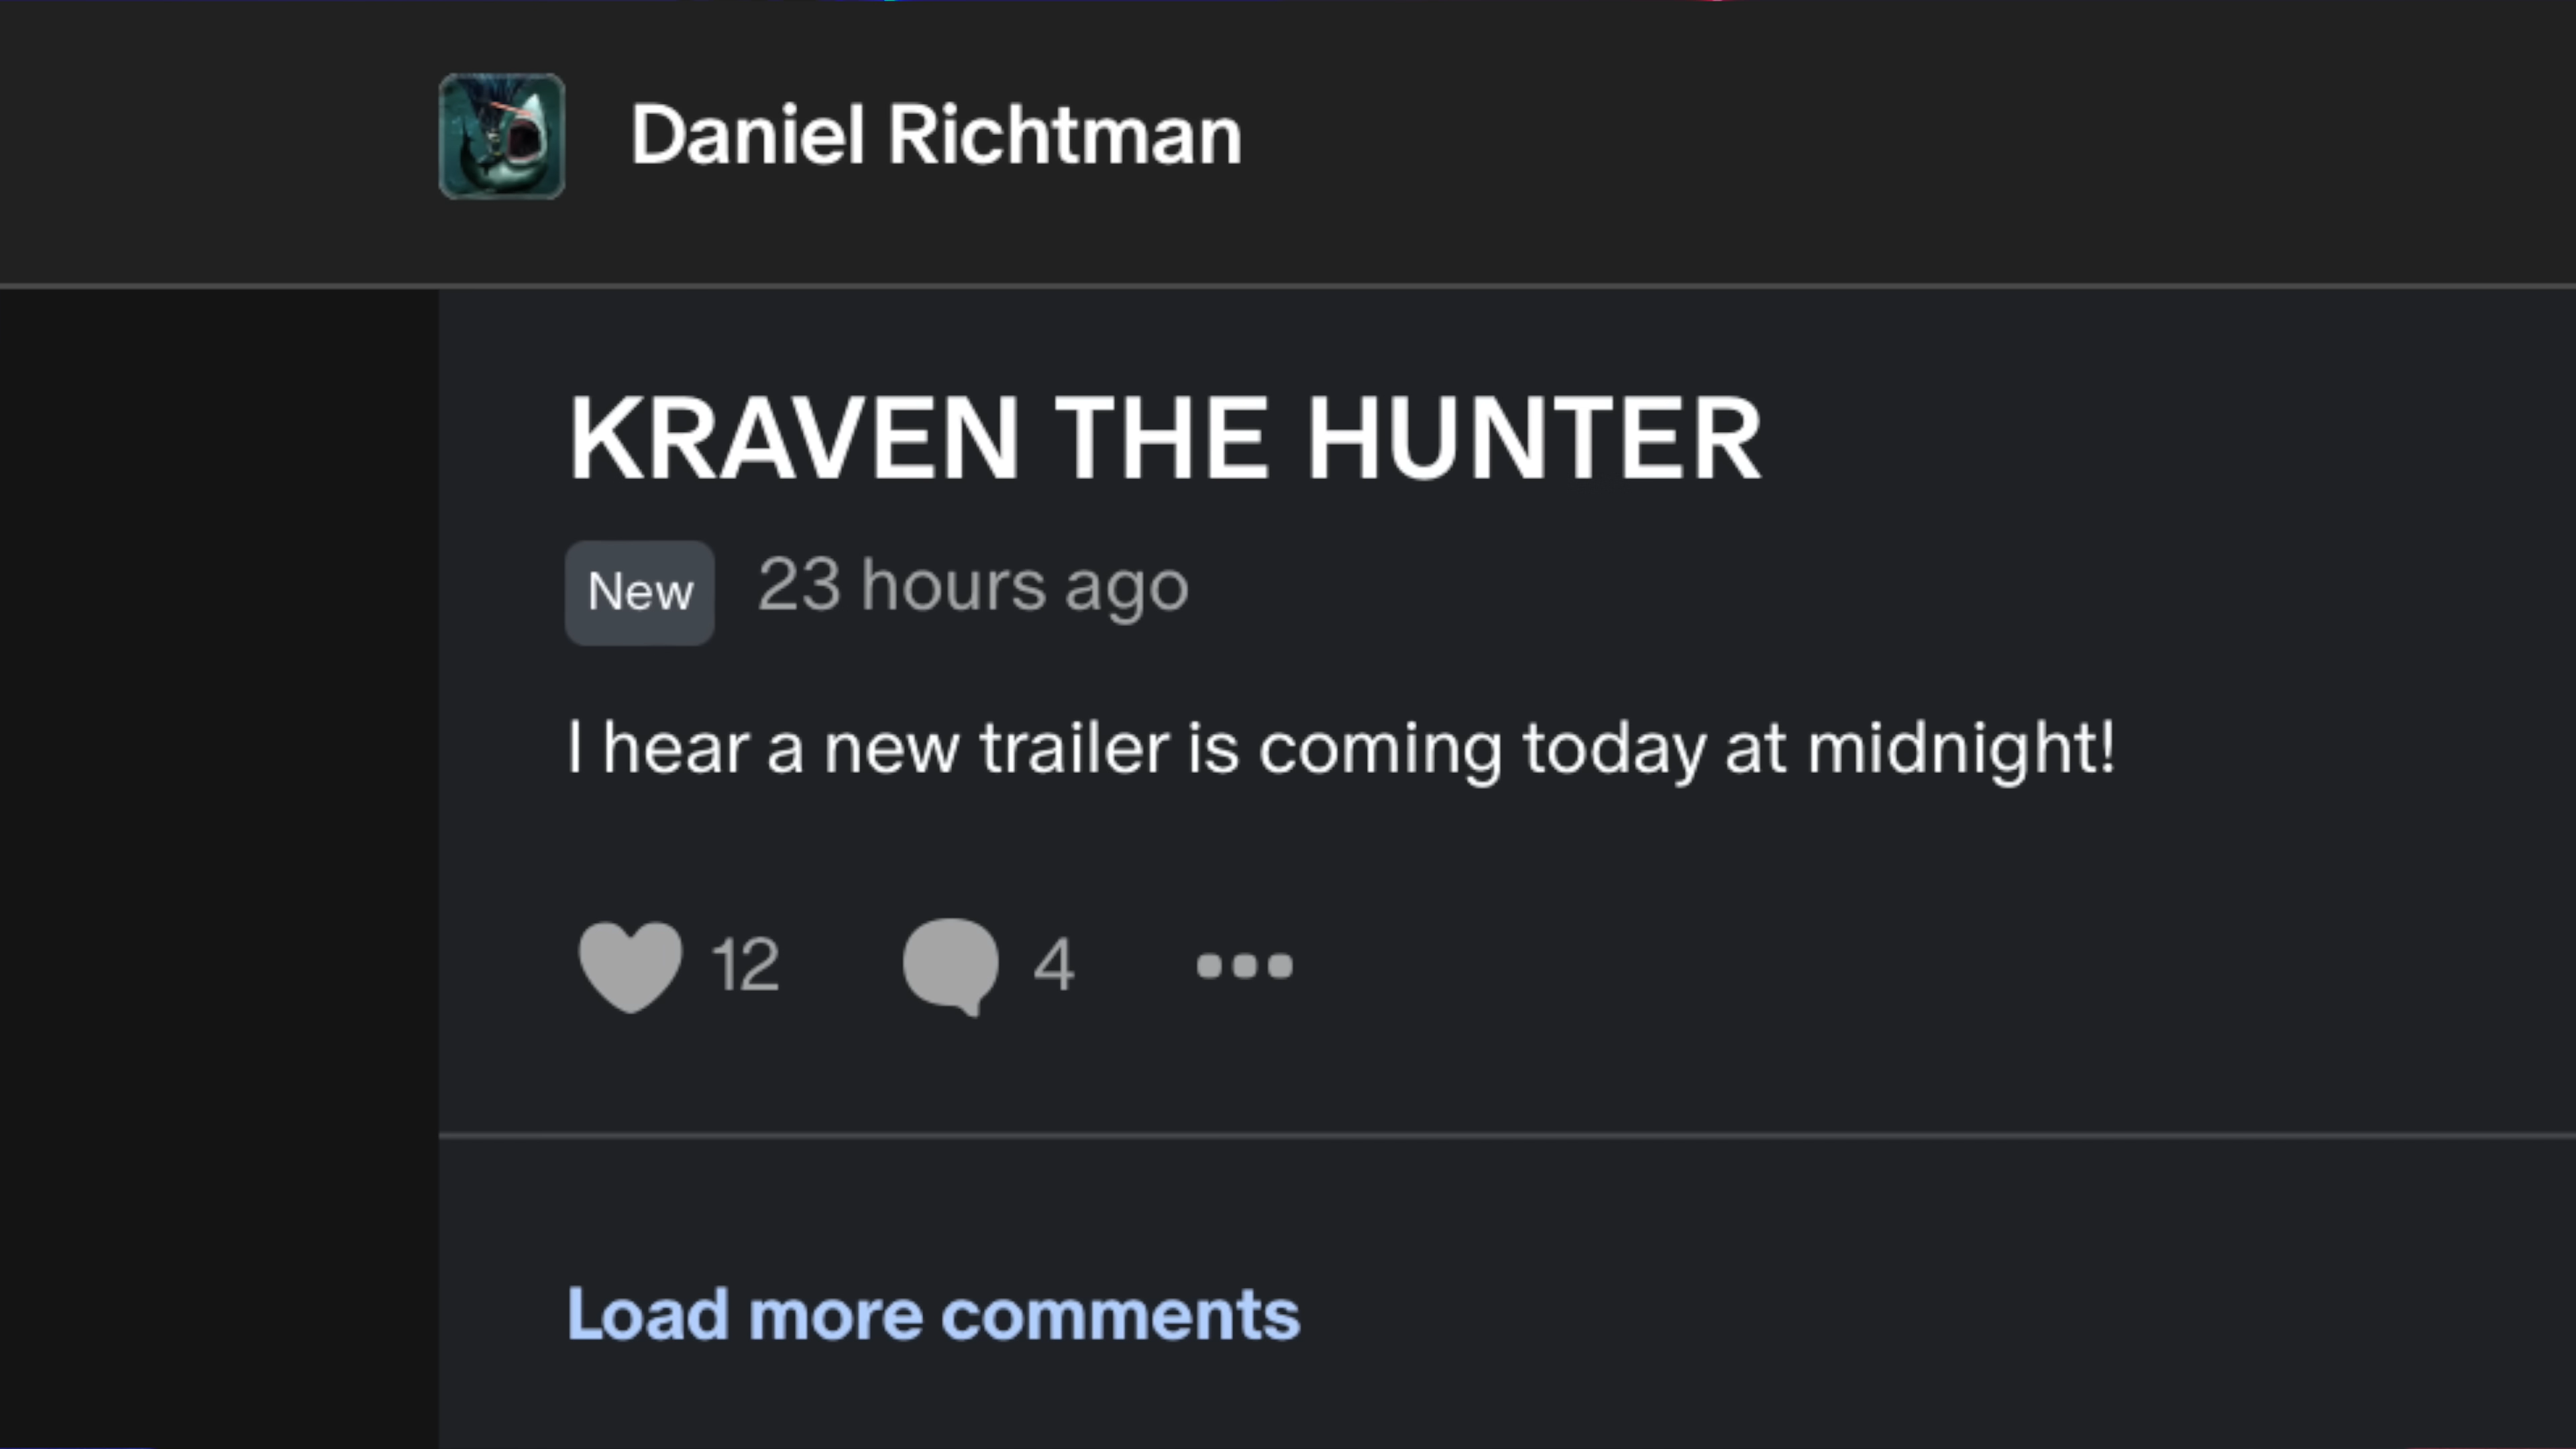 Daniel Richtman
KRAVEN THE HUNTER
New 23 hours ago
I hear a new trailer is coming today at midnight!
12 4
Load more comments